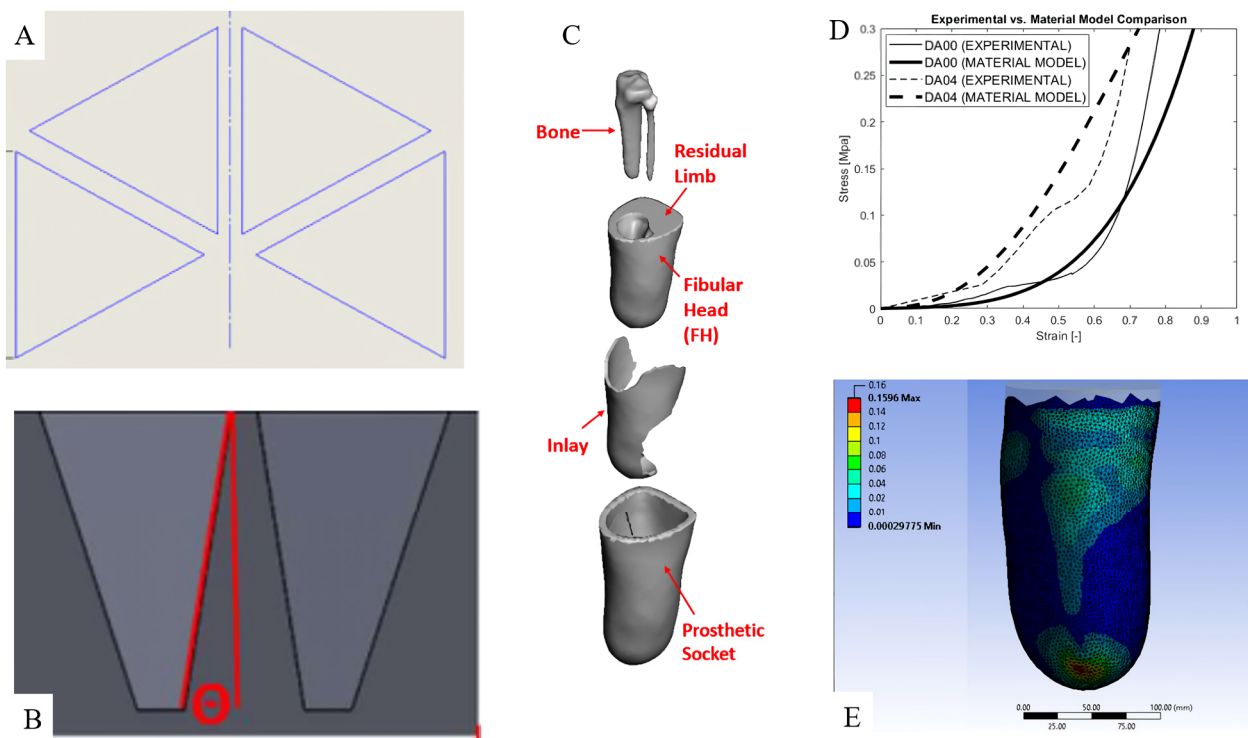 A
B
Θ
C
Bone
Residual
Limb
Fibular
Head
(FH)
Inlay
Prosthetic
Socket
D
Experimental vs. Material Model Comparison
DA00 (EXPERIMENTAL)
DA00 (MATERIAL MODEL)
DA04 (EXPERIMENTAL)
DA04 (MATERIAL MODEL)
Stress [Mpa]
0.3
0.25
0.2
0.15
0.1
0.05
0
0 0.1 0.2 0.3 0.4 0.5 0.6 0.7 0.8 0.9 1
Strain [-]
0.16
0.1596 Max
0.14
0.12
0.1
0.08
0.06
0.04
0.02
0.01
0.00029775 Min
0.00 50.00 100.00 (mm)
25.00 75.00
E